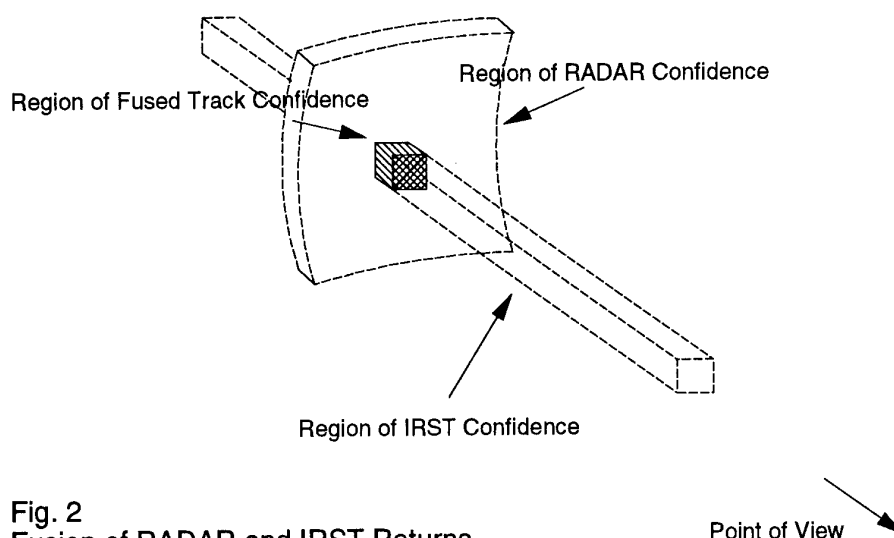 Region of RADAR Confidence
Region of Fused Track Confidence
Region of IRST Confidence
Fig. 2
Fusion of RADAR and IRST Returns
Point of View